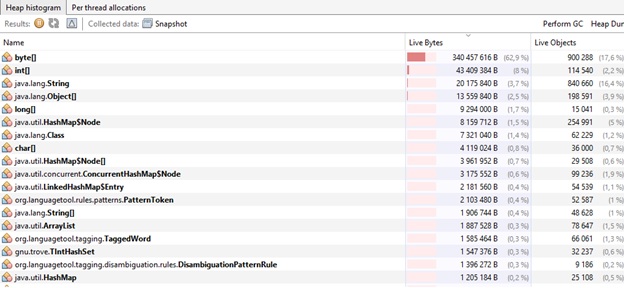 Heap histogram Per thread allocations
Results: Collected data: Snapshot Perform GC Heap Dur
Name Live Bytes Live Objects
byte[] 340 457 616 B (62,9 %) 900 288 (17,6 %
int[] 43 409 384 B (8 %) 114 540 (2,2 %)
java.lang.String 20 175 840 B (3,7 %) 840 660 (16,4 %
java.lang.Object[] 13 559 840 B (2,5 %) 198 591 (3,9 %)
long[] 9 294 000 B (1,7 %) 15 041 (0,3 %)
java.util.HashMap$Node 8 159 712 B (1,5 %) 254 991 (5 %)
java.lang.Class 7 321 040 B (1,4 %) 62 229 (1,2 %)
char[] 4 119 024 B (0,8 %) 36 000 (0,7 %)
java.util.HashMap$Node[] 3 961 952 B (0,7 %) 29 508 (0,6 %)
java.util.concurrent.ConcurrentHashMap$Node 3 175 552 B (0,6 %) 99 236 (1,9 %)
java.util.LinkedHashMap$Entry 2 181 560 B (0,4 %) 54 539 (1,1 %)
org.languagetool.rules.patterns.PatternToken 2 103 480 B (0,4 %) 52 587 (1 %)
java.lang.String[] 1 906 744 B (0,4 %) 48 628 (1 %)
java.util.ArrayList 1 887 528 B (0,3 %) 78 647 (1,5 %)
org.languagetool.tagging.TaggedWord 1 585 464 B (0,3 %) 66 061 (1,3 %)
gnu.trove.TIntHashSet 1 547 376 B (0,3 %) 32 237 (0,6 %)
org.languagetool.tagging.disambiguation.rules.DisambiguationPatternRule 1 396 272 B (0,3 %) 9 186 (0,2 %)
java.util.HashMap 1 205 184 B (0,2 %) 25 108 (0,5 %)